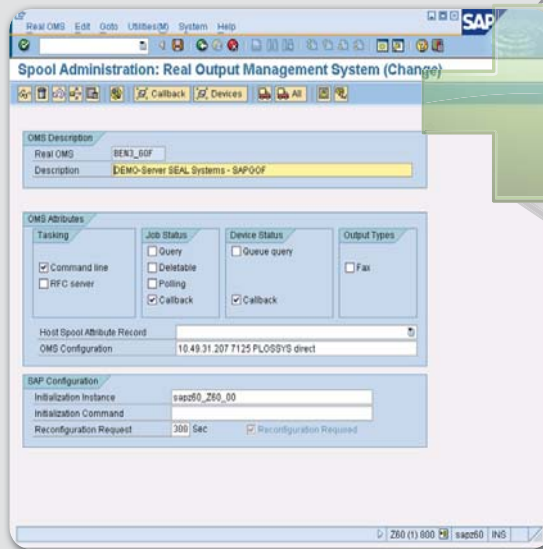 Real OMS Edit Goto Utilities(M) System Help
SAP
Spool Administration: Real Output Management System (Change)
Callback Devices All
OMS Description
Real OMS BEN3_GOF
Description DEMO-Server SEAL Systems - SAPGOF
OMS Attributes
Tasking Job Status Device Status Output Types
Query Queue query
Command line Deletable Fax
RFC server Polling
Callback Callback
Host Spool Attribute Record
OMS Configuration 10.49.31.207 7125 PLOSSYS direct
SAP Configuration
Initialization Instance sapz60_Z60_00
Initialization Command
Reconfiguration Request 300 Sec Reconfiguration Required
Z60 (1) 800 sapz60 INS